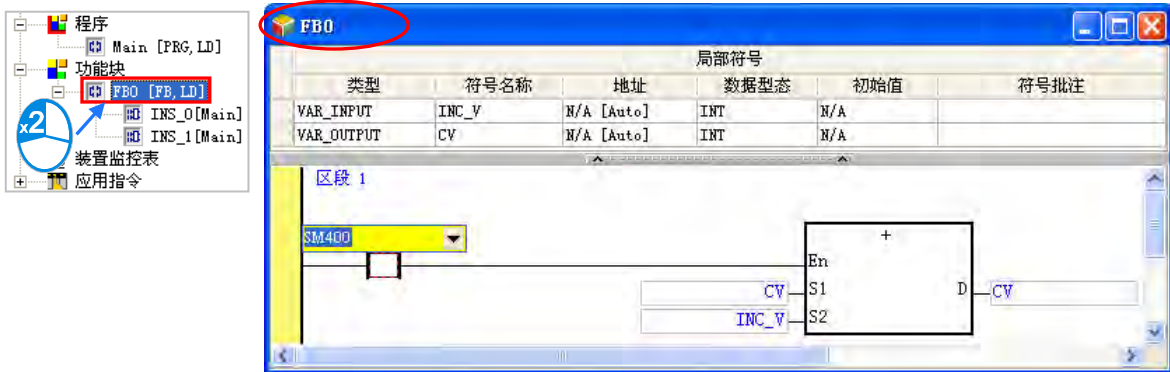 程序
Main [PRG,LD]
功能块
FB0 [FB,LD]
INS_0[Main]
INS_1[Main]
装置监控表
应用指令
x2
FB0
局部符号
类型 符号名称 地址 数据型态 初始值 符号批注
VAR_INPUT INC_V N/A [Auto] INT N/A
VAR_OUTPUT CV N/A [Auto] INT N/A
区段 1
SM400
+
En
CV S1 D CV
INC_V S2